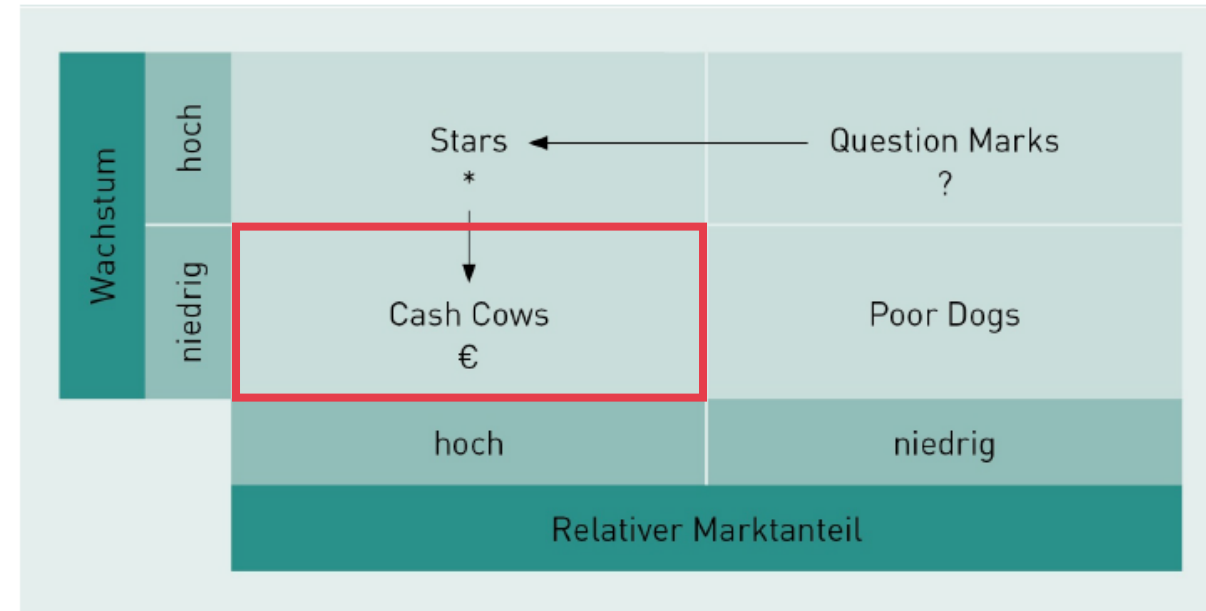 Wachstum
hoch
Stars
*
Question Marks
?
niedrig
Cash Cows
€
Poor Dogs
hoch
niedrig
Relativer Marktanteil